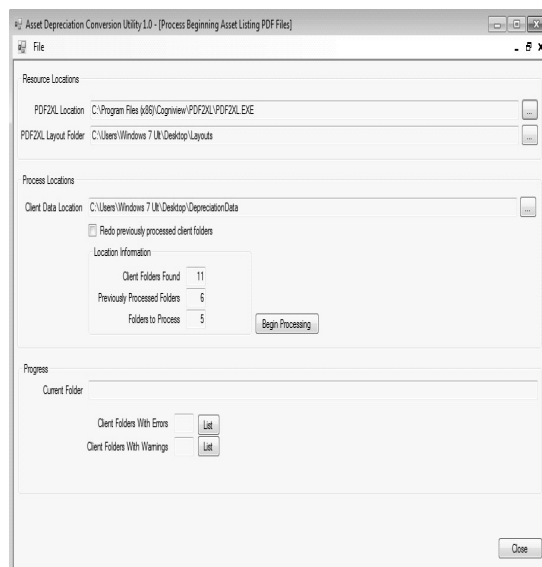 Asset Depreciation Conversion Utility 1.0 - [Process Beginning Asset Listing PDF Files]
File
Resource Locations
PDF2XL Location C:\Program Files (x86)\Cogniview\PDF2XL\PDF2XL.EXE ...
PDF2XL Layout Folder C:\Users\Windows 7 Ult\Desktop\Layouts ...
Process Locations
Client Data Location C:\Users\Windows 7 Ult\Desktop\DepreciationData ...
Redo previously processed client folders
Location Information
Client Folders Found 11
Previously Processed Folders 6
Folders to Process 5 Begin Processing
Progress
Current Folder
Client Folders With Errors List
Client Folders With Warnings List
Close